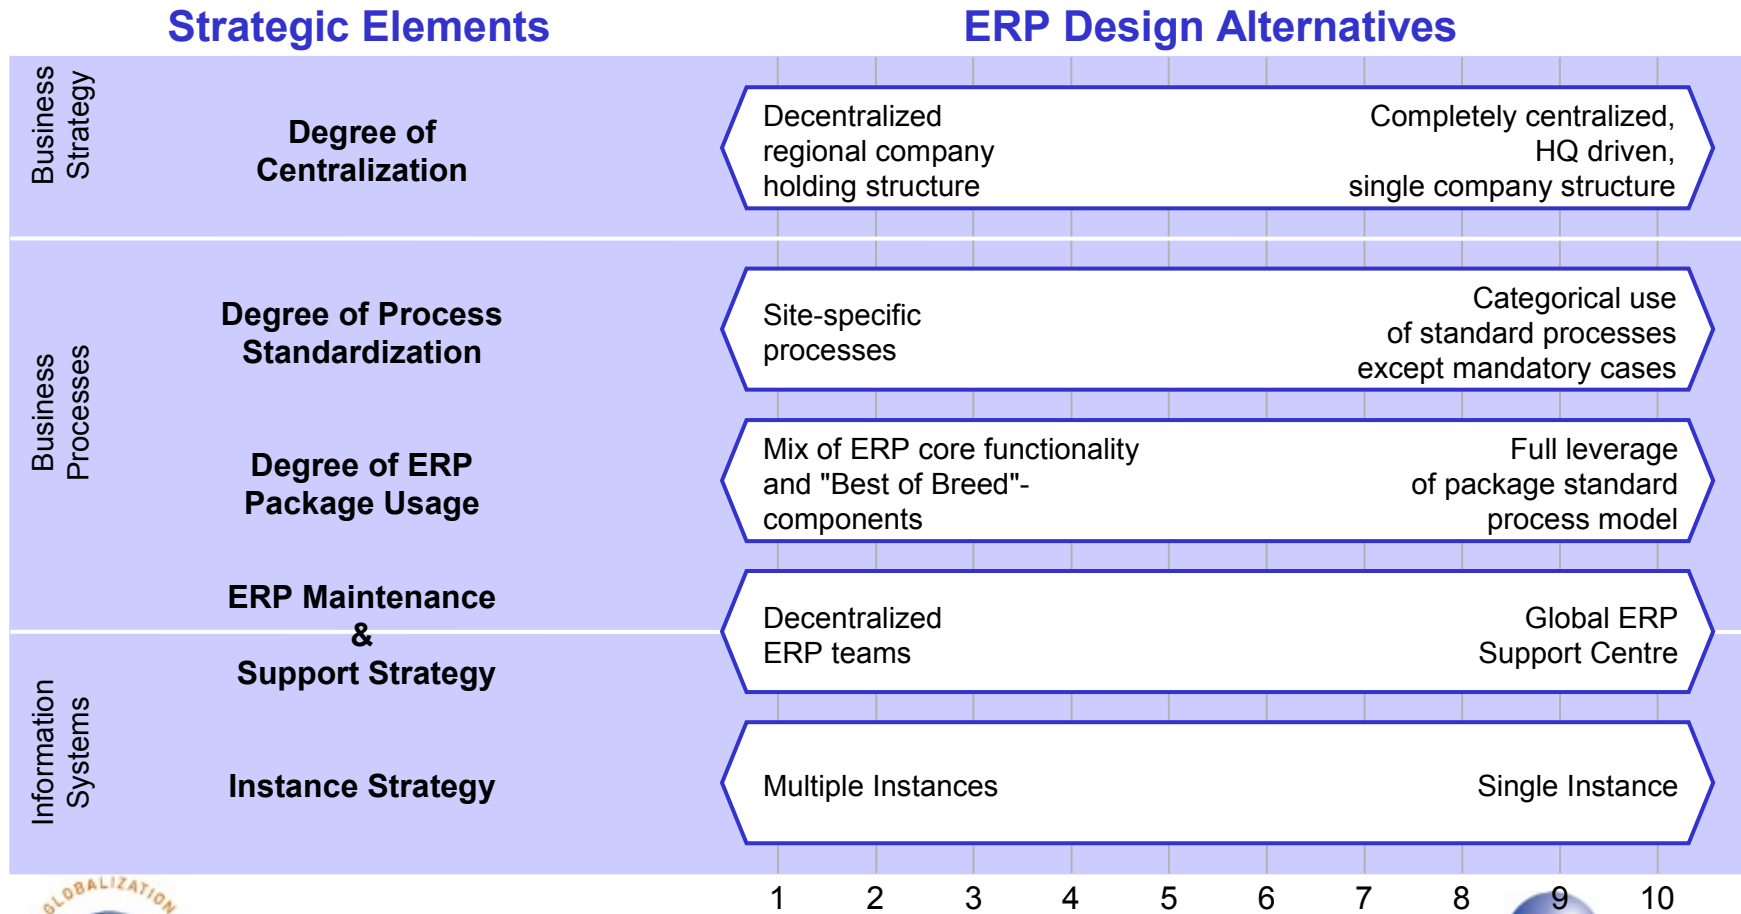 Strategic Elements
ERP Design Alternatives
Business
Strategy
Degree of
Centralization
Decentralized
regional company
holding structure
Completely centralized,
HQ driven,
single company structure
Business
Processes
Degree of Process
Standardization
Site-specific
processes
Categorical use
of standard processes
except mandatory cases
Degree of ERP
Package Usage
Mix of ERP core functionality
and "Best of Breed"-
components
Full leverage
of package standard
process model
ERP Maintenance
&
Support Strategy
Decentralized
ERP teams
Global ERP
Support Centre
Information
Systems
Instance Strategy
Multiple Instances
Single Instance
1 2 3 4 5 6 7 8 9 10
GLOBALIZATION